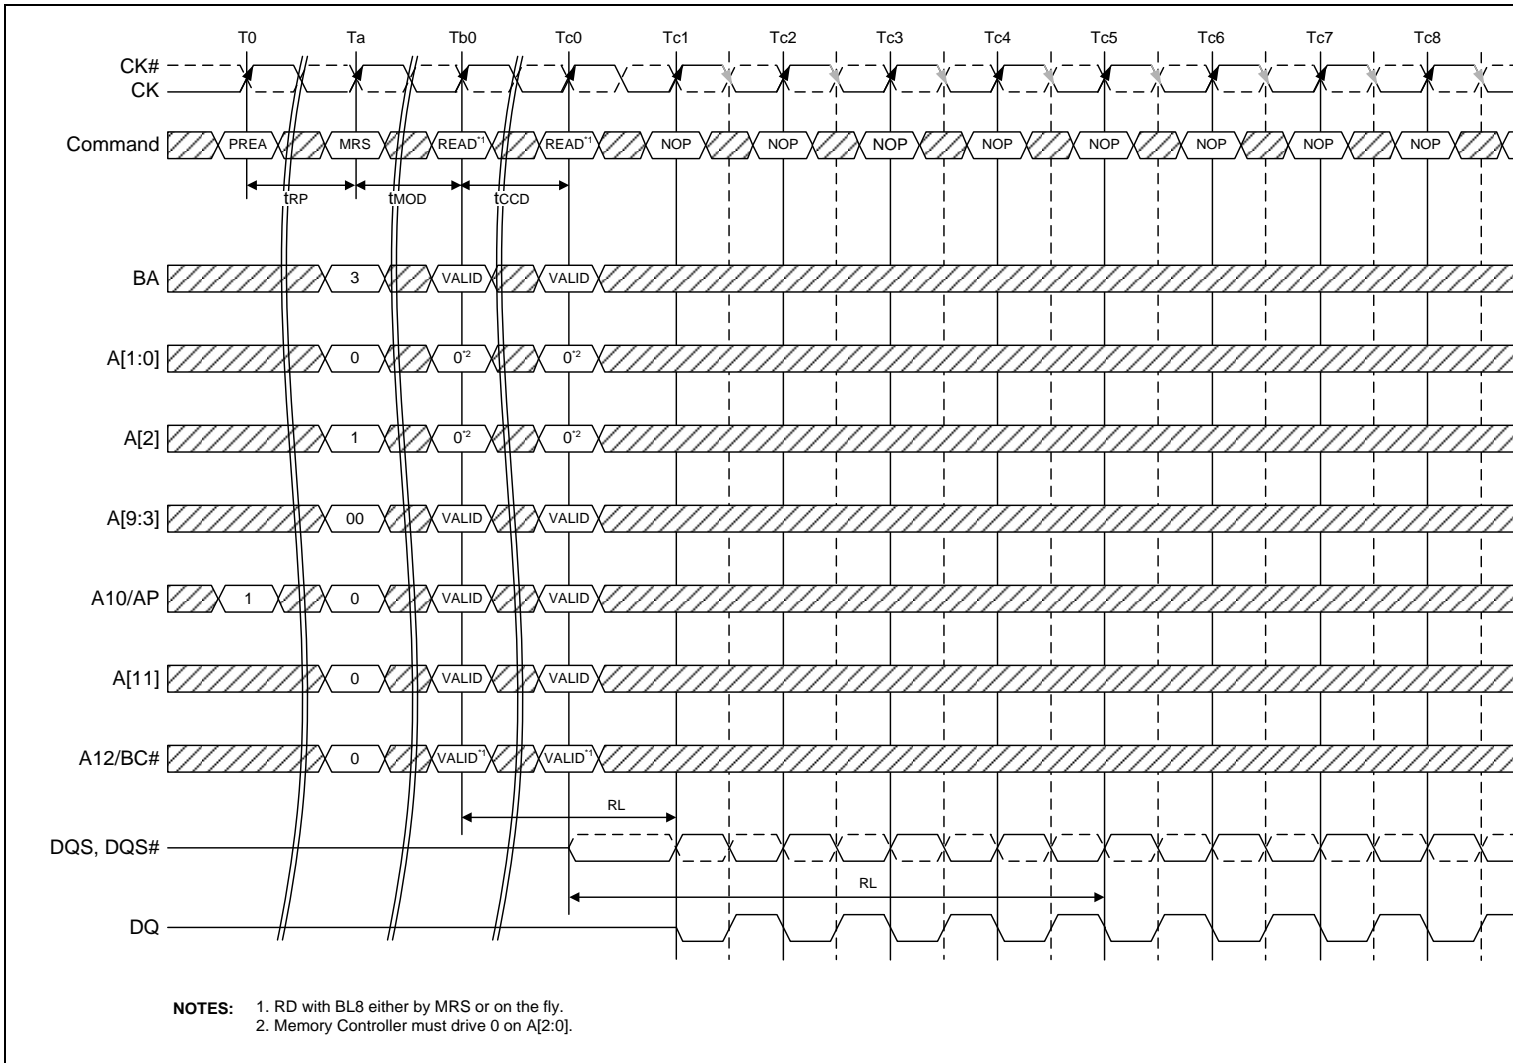 T0 Ta Tb0 Tc0 Tc1 Tc2 Tc3 Tc4 Tc5 Tc6 Tc7 Tc8
CK#
CK
Command PREA MRS READ*1 READ*1 NOP NOP NOP NOP NOP NOP NOP NOP
tRP tMOD tCCD
BA 3 VALID VALID
A[1:0] 0 0*2 0*2
A[2] 1 0*2 0*2
A[9:3] 00 VALID VALID
A10/AP 1 0 VALID VALID
A[11] 0 VALID VALID
A12/BC# 0 VALID*1 VALID*1
RL
DQS, DQS#
RL
DQ
NOTES: 1. RD with BL8 either by MRS or on the fly.
2. Memory Controller must drive 0 on A[2:0].